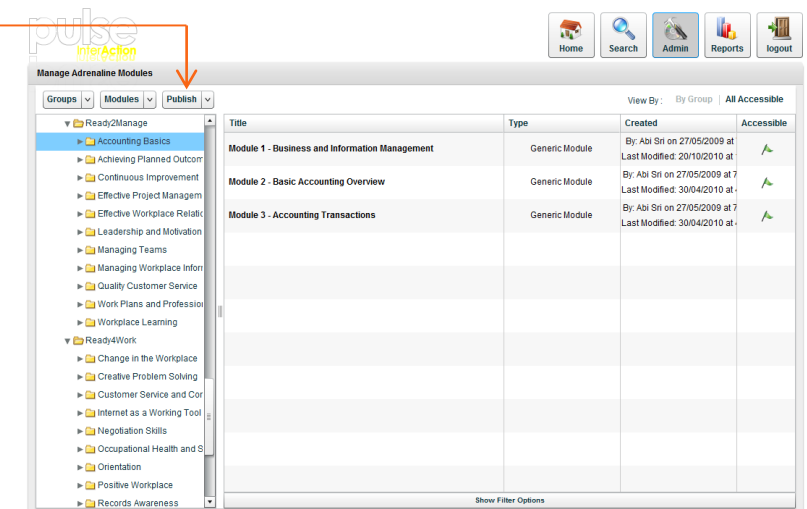 pulse
InterAction
Home
Search
Admin
Reports
logout
Manage Adrenaline Modules
Groups
Modules
Publish
View By :
By Group | All Accessible
Ready2Manage
Accounting Basics
Achieving Planned Outcom
Continuous Improvement
Effective Project Managem
Effective Workplace Relatio
Leadership and Motivation
Managing Teams
Managing Workplace Inform
Quality Customer Service
Work Plans and Profession
Workplace Learning
Ready4Work
Change in the Workplace
Creative Problem Solving
Customer Service and Con
Internet as a Working Tool
Negotiation Skills
Occupational Health and S
Orientation
Positive Workplace
Records Awareness
Title Type Created Accessible
Module 1 - Business and Information Management Generic Module By: Abi Sri on 27/05/2009 at
Last Modified: 20/10/2010 at
Module 2 - Basic Accounting Overview Generic Module By: Abi Sri on 27/05/2009 at 7
Last Modified: 30/04/2010 at
Module 3 - Accounting Transactions Generic Module By: Abi Sri on 27/05/2009 at 7
Last Modified: 30/04/2010 at
Show Filter Options